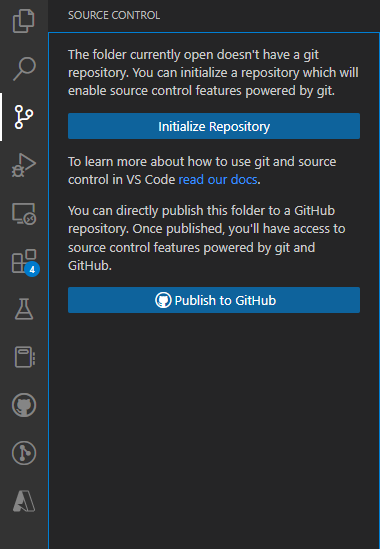 SOURCE CONTROL
The folder currently open doesn't have a git
repository. You can initialize a repository which will
enable source control features powered by git.
Initialize Repository
To learn more about how to use git and source
control in VS Code read our docs.
You can directly publish this folder to a GitHub
repository. Once published, you'll have access to
source control features powered by git and
GitHub.
4
Publish to GitHub